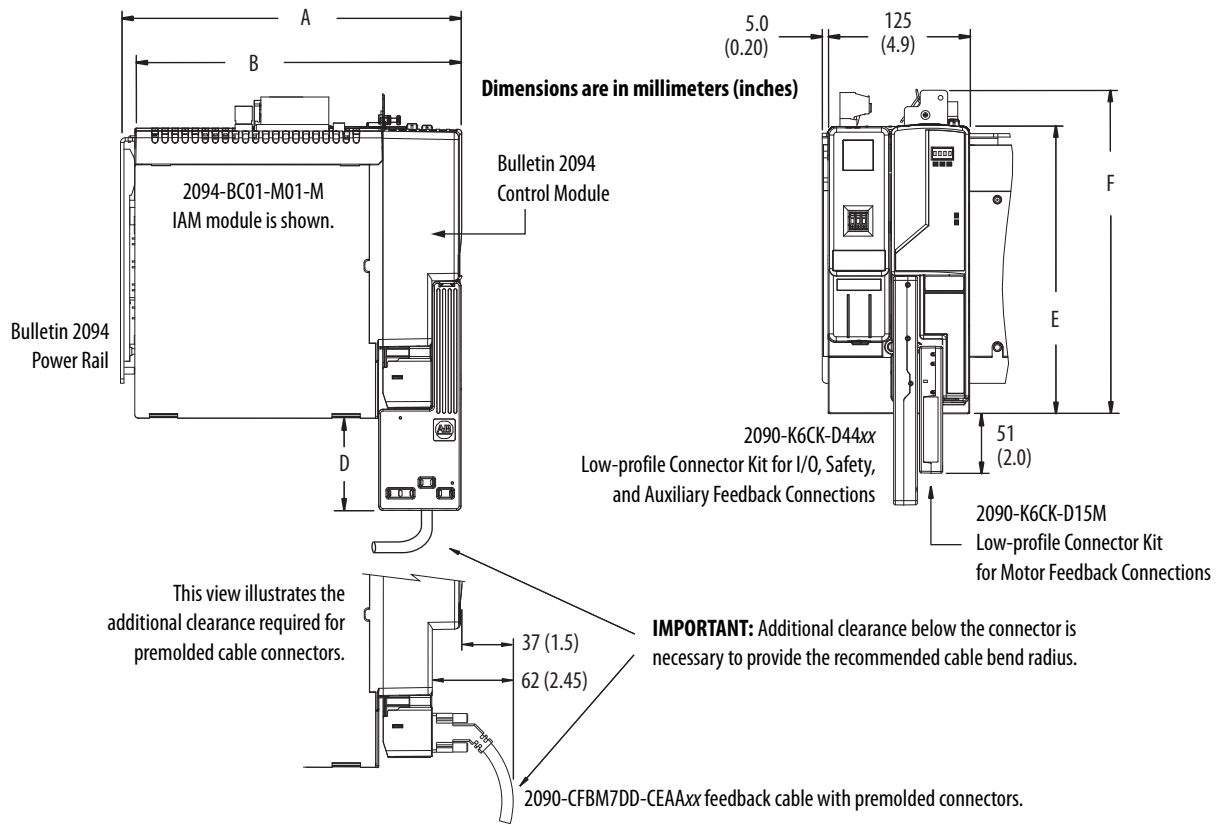 A
B
Dimensions are in millimeters (inches)
5.0
(0.20)
125
(4.9)
2094-BC01-M01-M
IAM module is shown.
Bulletin 2094
Control Module
F
E
Bulletin 2094
Power Rail
D
AB
2090-K6CK-D44xx
Low-profile Connector Kit for I/O, Safety,
and Auxiliary Feedback Connections
51
(2.0)
2090-K6CK-D15M
Low-profile Connector Kit
for Motor Feedback Connections
This view illustrates the
additional clearance required for
premolded cable connectors.
37 (1.5)
62 (2.45)
IMPORTANT: Additional clearance below the connector is
necessary to provide the recommended cable bend radius.
2090-CFBM7DD-CEAAxx feedback cable with premolded connectors.